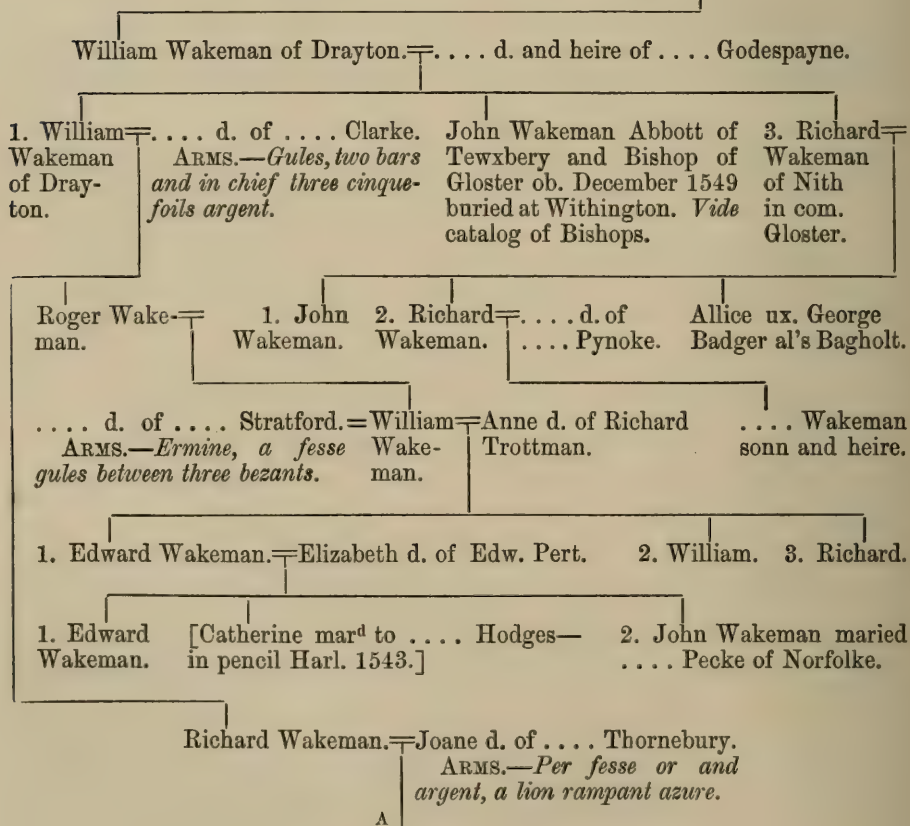 William Wakeman of Drayton.=. . . . d. and heire of . . . . Godespayne.
1. William=. . . . d. of . . . . Clarke.
Wakeman ARMS.—Gules, two bars
of Dray- and in chief three cinque-
ton. foils argent.
John Wakeman Abbott of
Tewxbery and Bishop of
Gloster ob. December 1549
buried at Withington. Vide
catalog of Bishops.
3. Richard=
Wakeman
of Nith
in com.
Gloster.
Roger Wake-=
man.
1. John
Wakeman.
2. Richard=. . . . d. of
Wakeman. . . . . Pynoke.
Allice ux. George
Badger al's Bagholt.
. . . . d. of . . . . Stratford.=William=Anne d. of Richard
ARMS.—Ermine, a fesse Wake- Trottman.
gules between three bezants. man.
. . . . Wakeman
sonn and heire.
1. Edward Wakeman.=Elizabeth d. of Edw. Pert. 2. William. 3. Richard.
1. Edward
Wakeman.
[Catherine marᵈ to . . . . Hodges—
in pencil Harl. 1543.]
2. John Wakeman maried
. . . . Pecke of Norfolke.
Richard Wakeman.=Joane d. of . . . . Thornebury.
ARMS.—Per fesse or and
argent, a lion rampant azure.
A